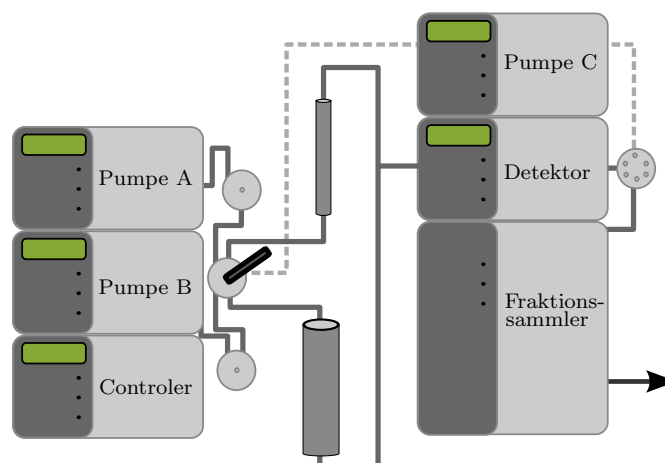 Pumpe A
Pumpe B
Controler
Pumpe C
Detektor
Fraktions-
sammler